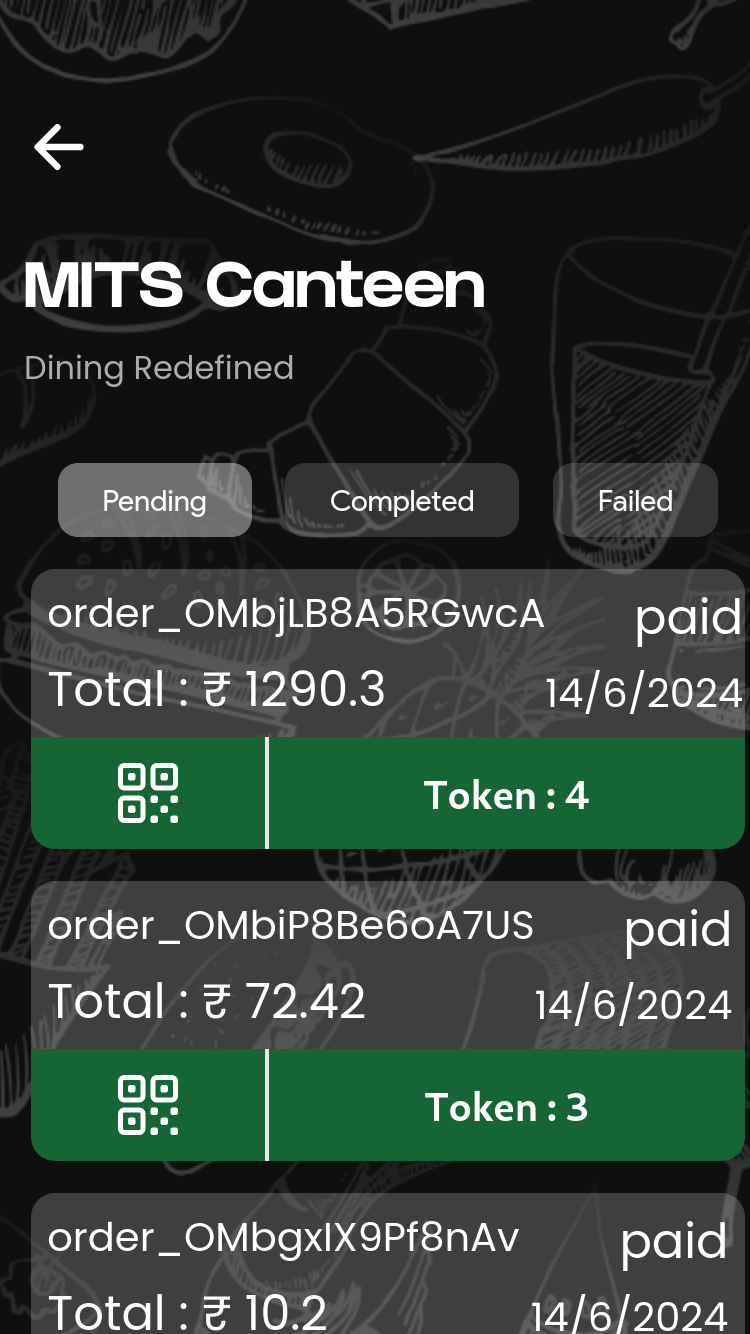 MITS Canteen
Dining Redefined
Pending Completed Failed
order_OMbjLB8A5RGwcA paid
Total : ₹ 1290.3 14/6/2024
Token : 4
order_OMbiP8Be6oA7US paid
Total : ₹ 72.42 14/6/2024
Token : 3
order_OMbgxIX9Pf8nAv paid
Total : ₹ 10.2 14/6/2024